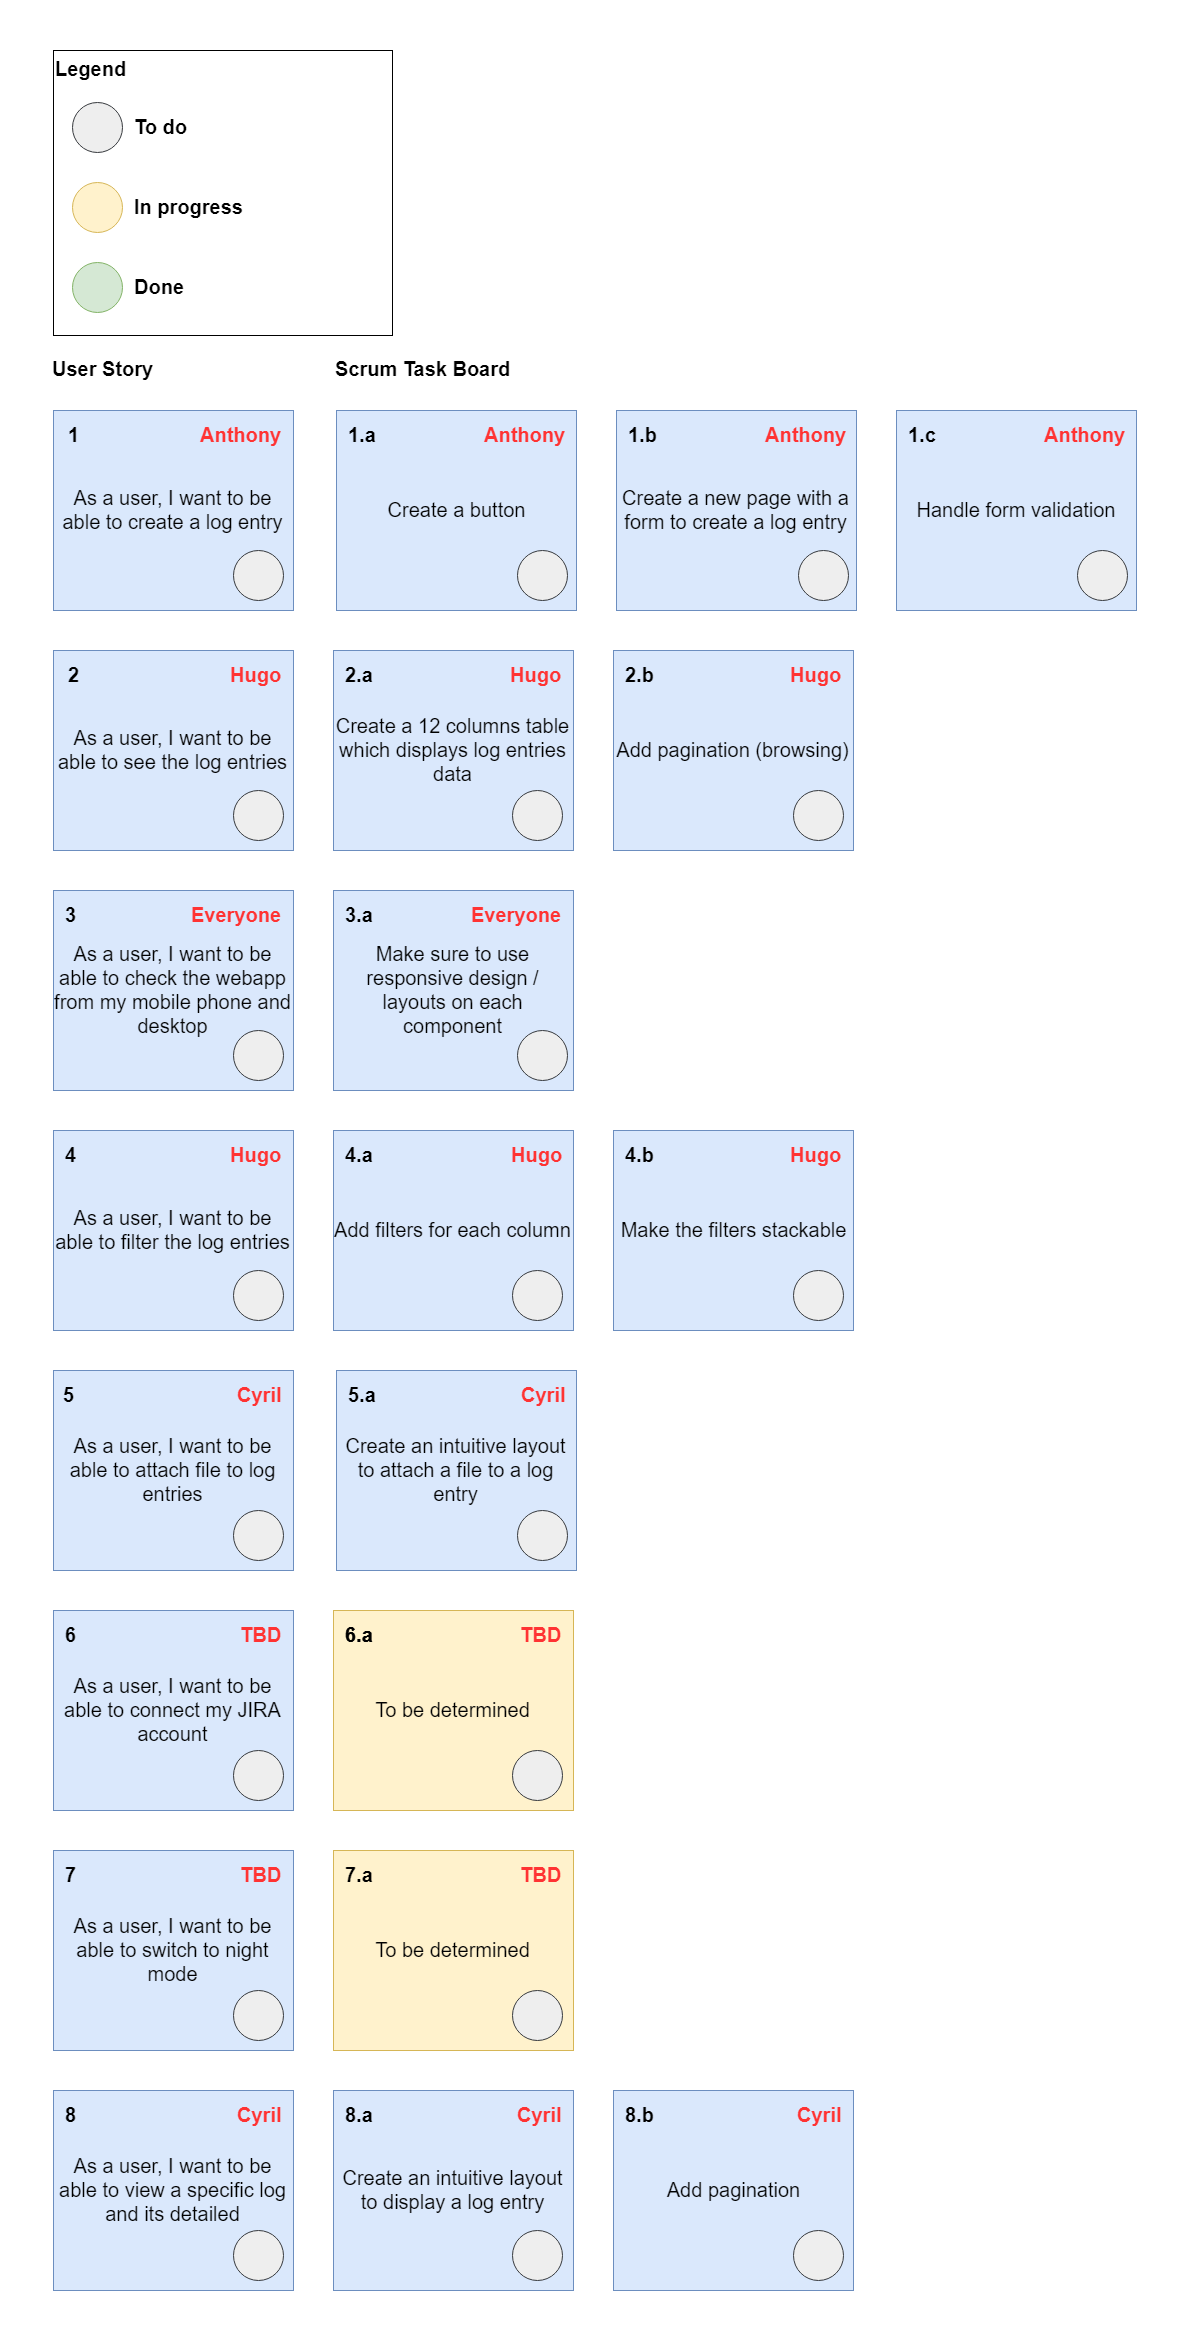 Legend
To do
In progress
Done
User Story
Scrum Task Board
1 Anthony
As a user, I want to be
able to create a log entry
1.a Anthony
Create a button
1.b Anthony
Create a new page with a
form to create a log entry
1.c Anthony
Handle form validation
2 Hugo
As a user, I want to be
able to see the log entries
2.a Hugo
Create a 12 columns table
which displays log entries
data
2.b Hugo
Add pagination (browsing)
3 Everyone
As a user, I want to be
able to check the webapp
from my mobile phone and
desktop
3.a Everyone
Make sure to use
responsive design /
layouts on each
component
4 Hugo
As a user, I want to be
able to filter the log entries
4.a Hugo
Add filters for each column
4.b Hugo
Make the filters stackable
5 Cyril
As a user, I want to be
able to attach file to log
entries
5.a Cyril
Create an intuitive layout
to attach a file to a log
entry
6 TBD
As a user, I want to be
able to connect my JIRA
account
6.a TBD
To be determined
7 TBD
As a user, I want to be
able to switch to night
mode
7.a TBD
To be determined
8 Cyril
As a user, I want to be
able to view a specific log
and its detailed
8.a Cyril
Create an intuitive layout
to display a log entry
8.b Cyril
Add pagination